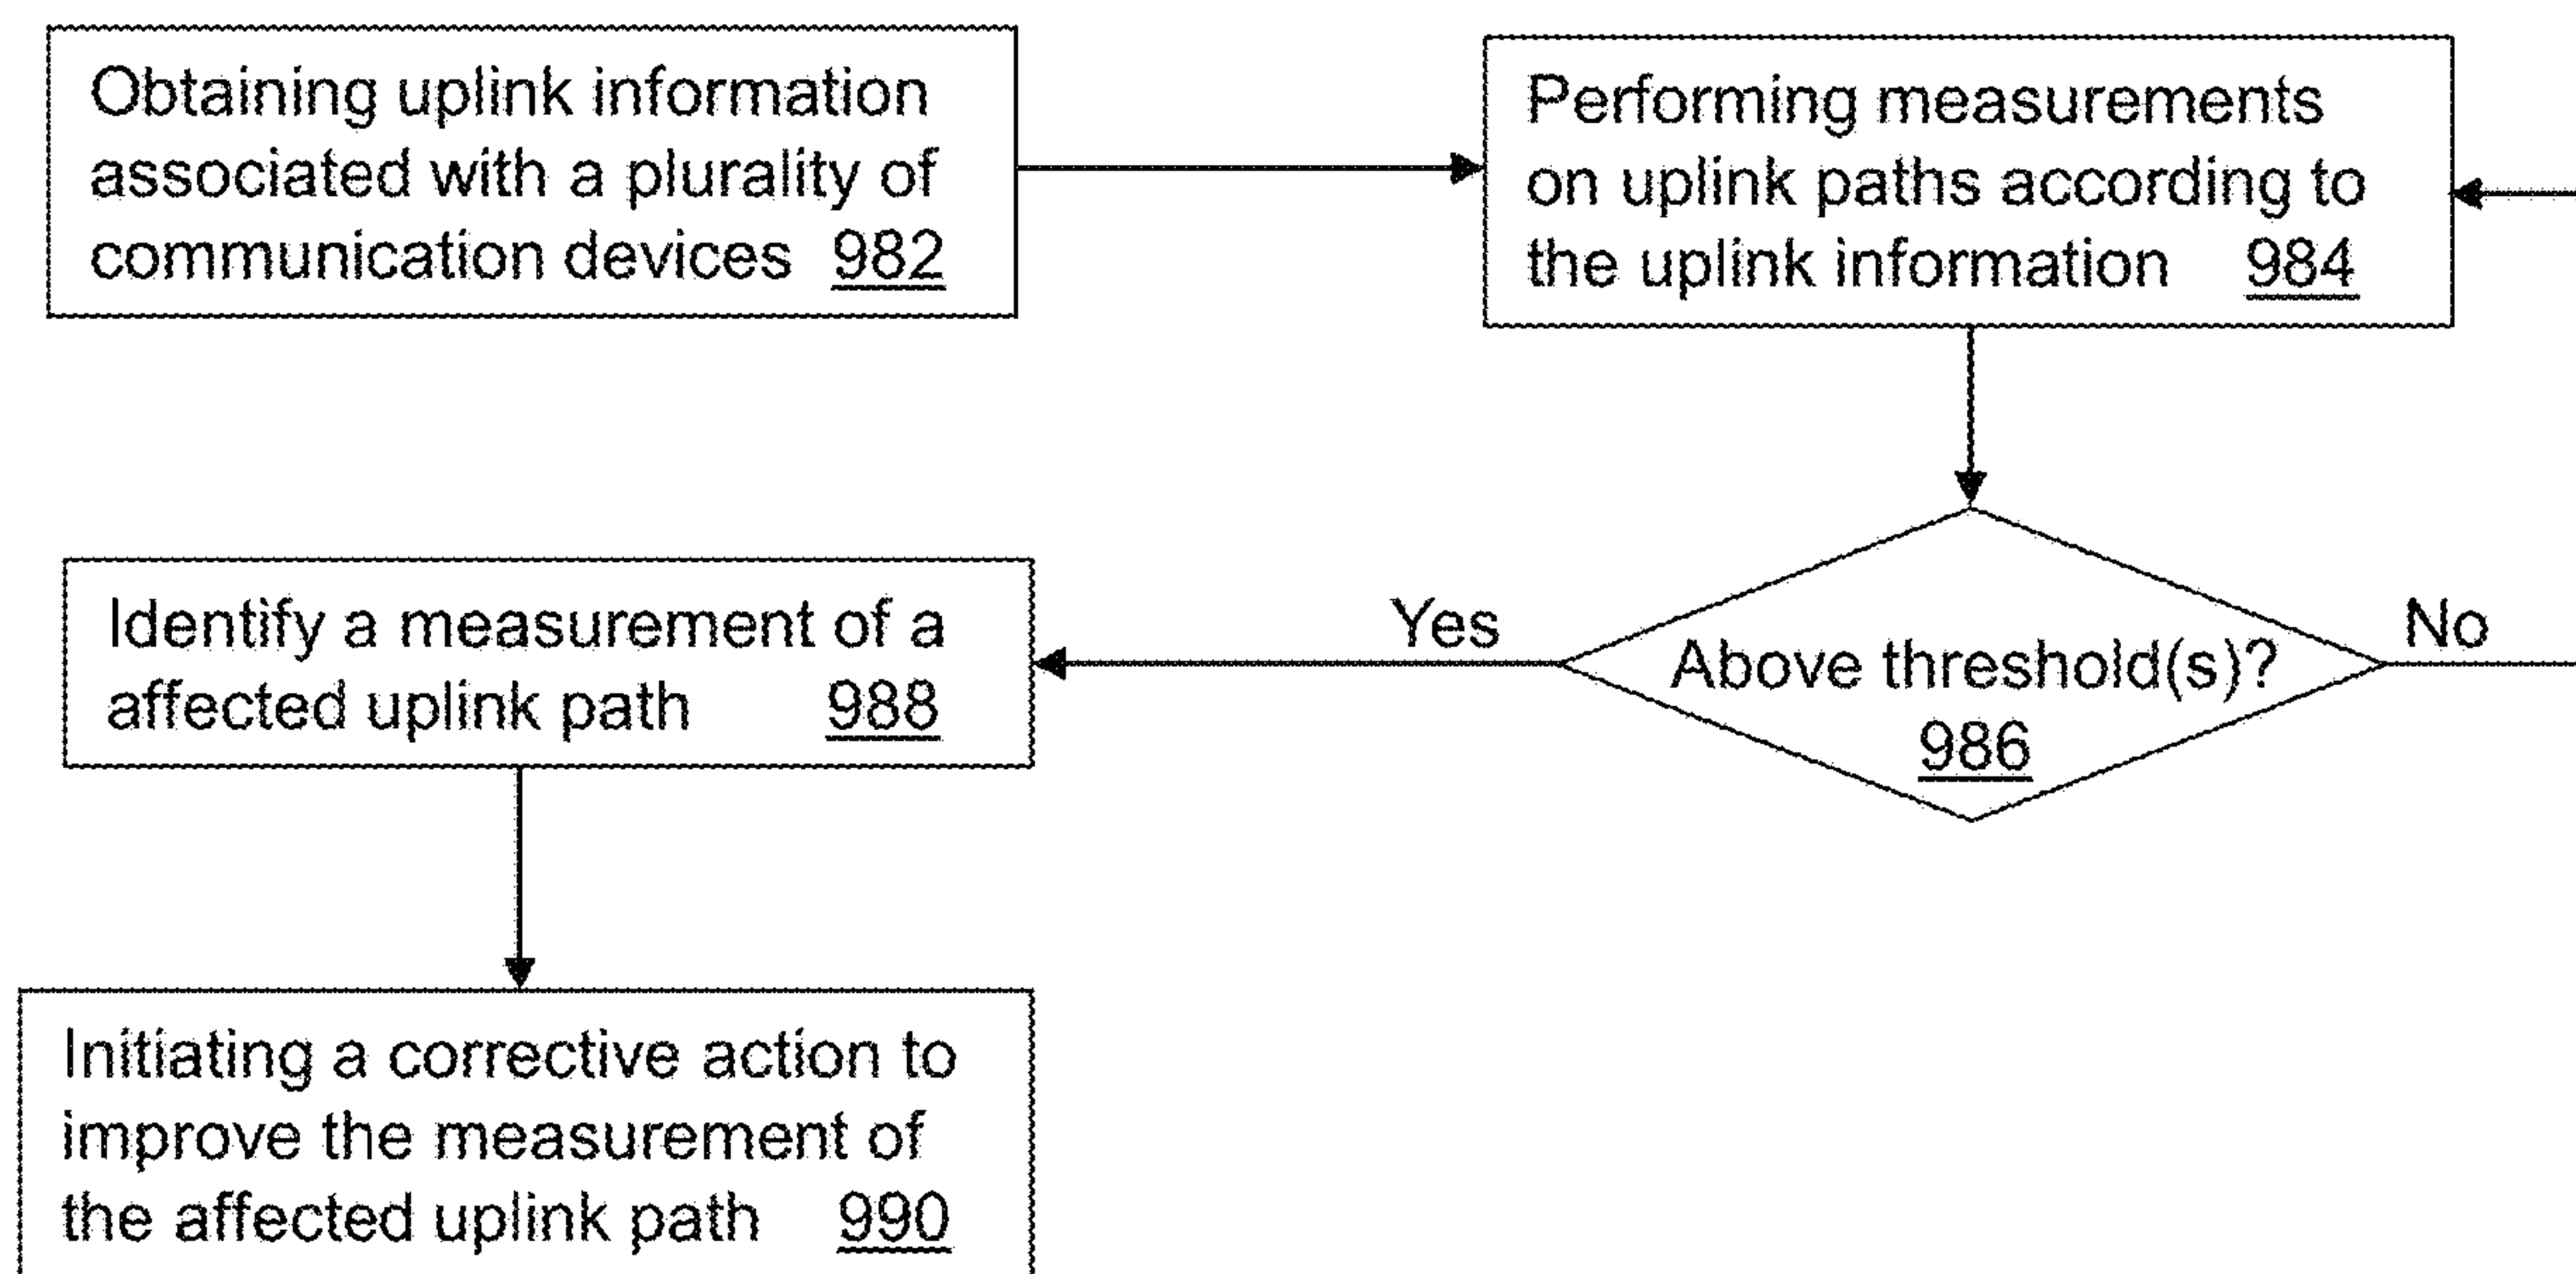 Obtaining uplink information
associated with a plurality of
communication devices 982
Performing measurements
on uplink paths according to
the uplink information 984
Above threshold(s)?
986
Yes
No
Identify a measurement of a
affected uplink path 988
Initiating a corrective action to
improve the measurement of
the affected uplink path 990